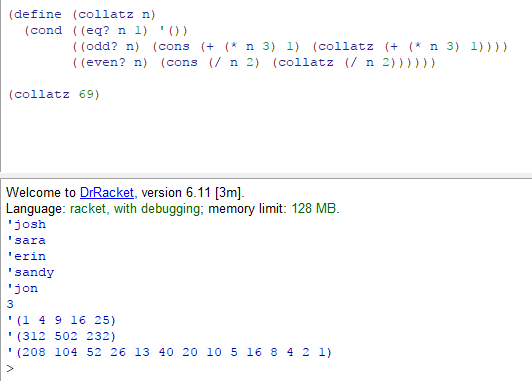 (define (collatz n)
  (cond ((eq? n 1) '())
        ((odd? n) (cons (+ (* n 3) 1) (collatz (+ (* n 3) 1))))
        ((even? n) (cons (/ n 2) (collatz (/ n 2))))))
(collatz 69)
Welcome to DrRacket, version 6.11 [3m].
Language: racket, with debugging; memory limit: 128 MB.
'josh
'sara
'erin
'sandy
'jon
3
'(1 4 9 16 25)
'(312 502 232)
'(208 104 52 26 13 40 20 10 5 16 8 4 2 1)
>